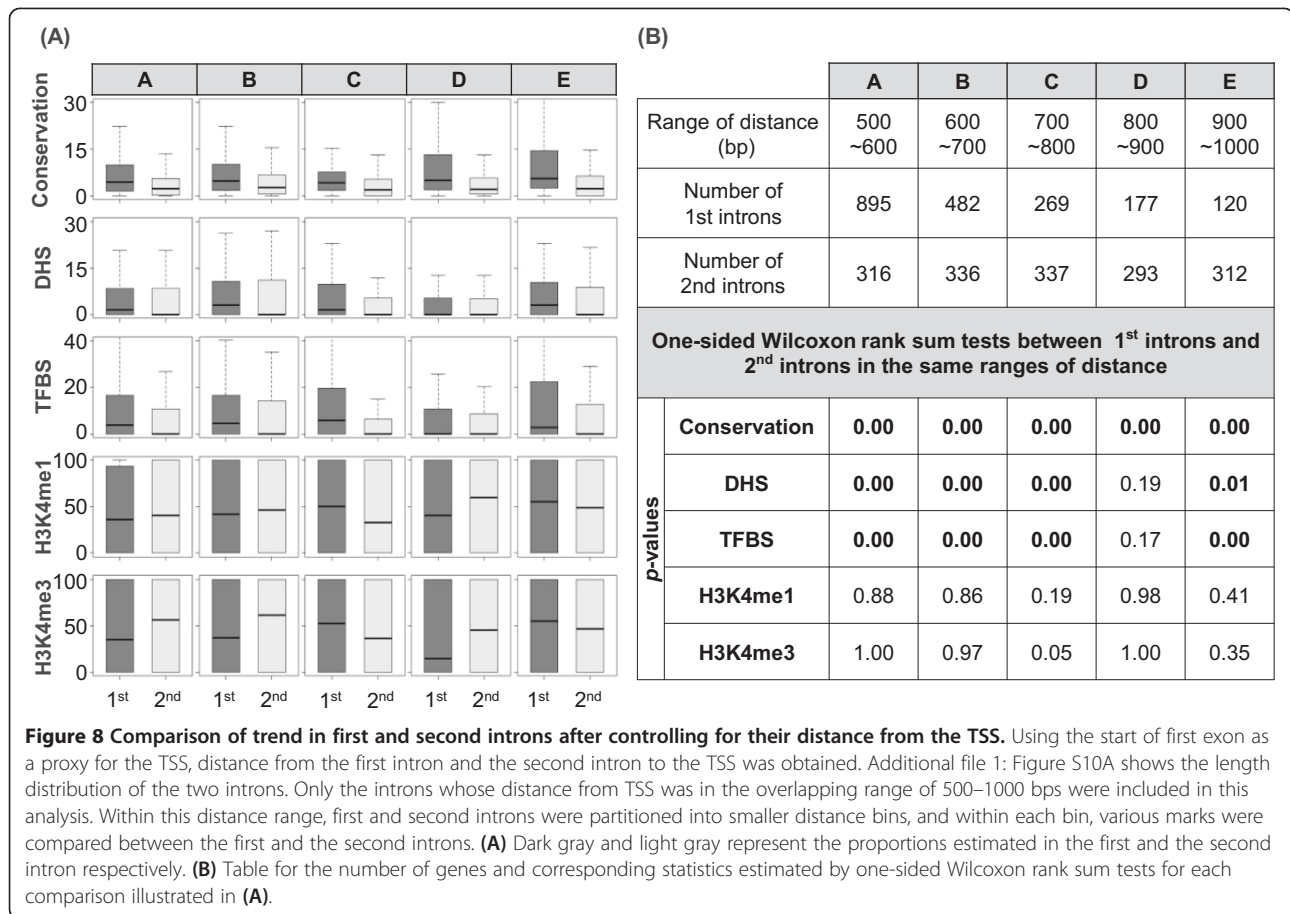 (A)
A B C D E
Conservation
30
15
0
DHS
30
15
0
TFBS
40
20
0
H3K4me1
100
50
0
H3K4me3
100
50
0
1st 2nd 1st 2nd 1st 2nd 1st 2nd 1st 2nd
(B)
A B C D E
Range of distance (bp) 500 ~600 600 ~700 700 ~800 800 ~900 900 ~1000
Number of 1st introns 895 482 269 177 120
Number of 2nd introns 316 336 337 293 312
One-sided Wilcoxon rank sum tests between 1st introns and
2nd introns in the same ranges of distance
p-values
Conservation 0.00 0.00 0.00 0.00 0.00
DHS 0.00 0.00 0.00 0.19 0.01
TFBS 0.00 0.00 0.00 0.17 0.00
H3K4me1 0.88 0.86 0.19 0.98 0.41
H3K4me3 1.00 0.97 0.05 1.00 0.35
Figure 8 Comparison of trend in first and second introns after controlling for their distance from the TSS. Using the start of first exon as
a proxy for the TSS, distance from the first intron and the second intron to the TSS was obtained. Additional file 1: Figure S10A shows the length
distribution of the two introns. Only the introns whose distance from TSS was in the overlapping range of 500–1000 bps were included in this
analysis. Within this distance range, first and second introns were partitioned into smaller distance bins, and within each bin, various marks were
compared between the first and the second introns. (A) Dark gray and light gray represent the proportions estimated in the first and the second
intron respectively. (B) Table for the number of genes and corresponding statistics estimated by one-sided Wilcoxon rank sum tests for each
comparison illustrated in (A).